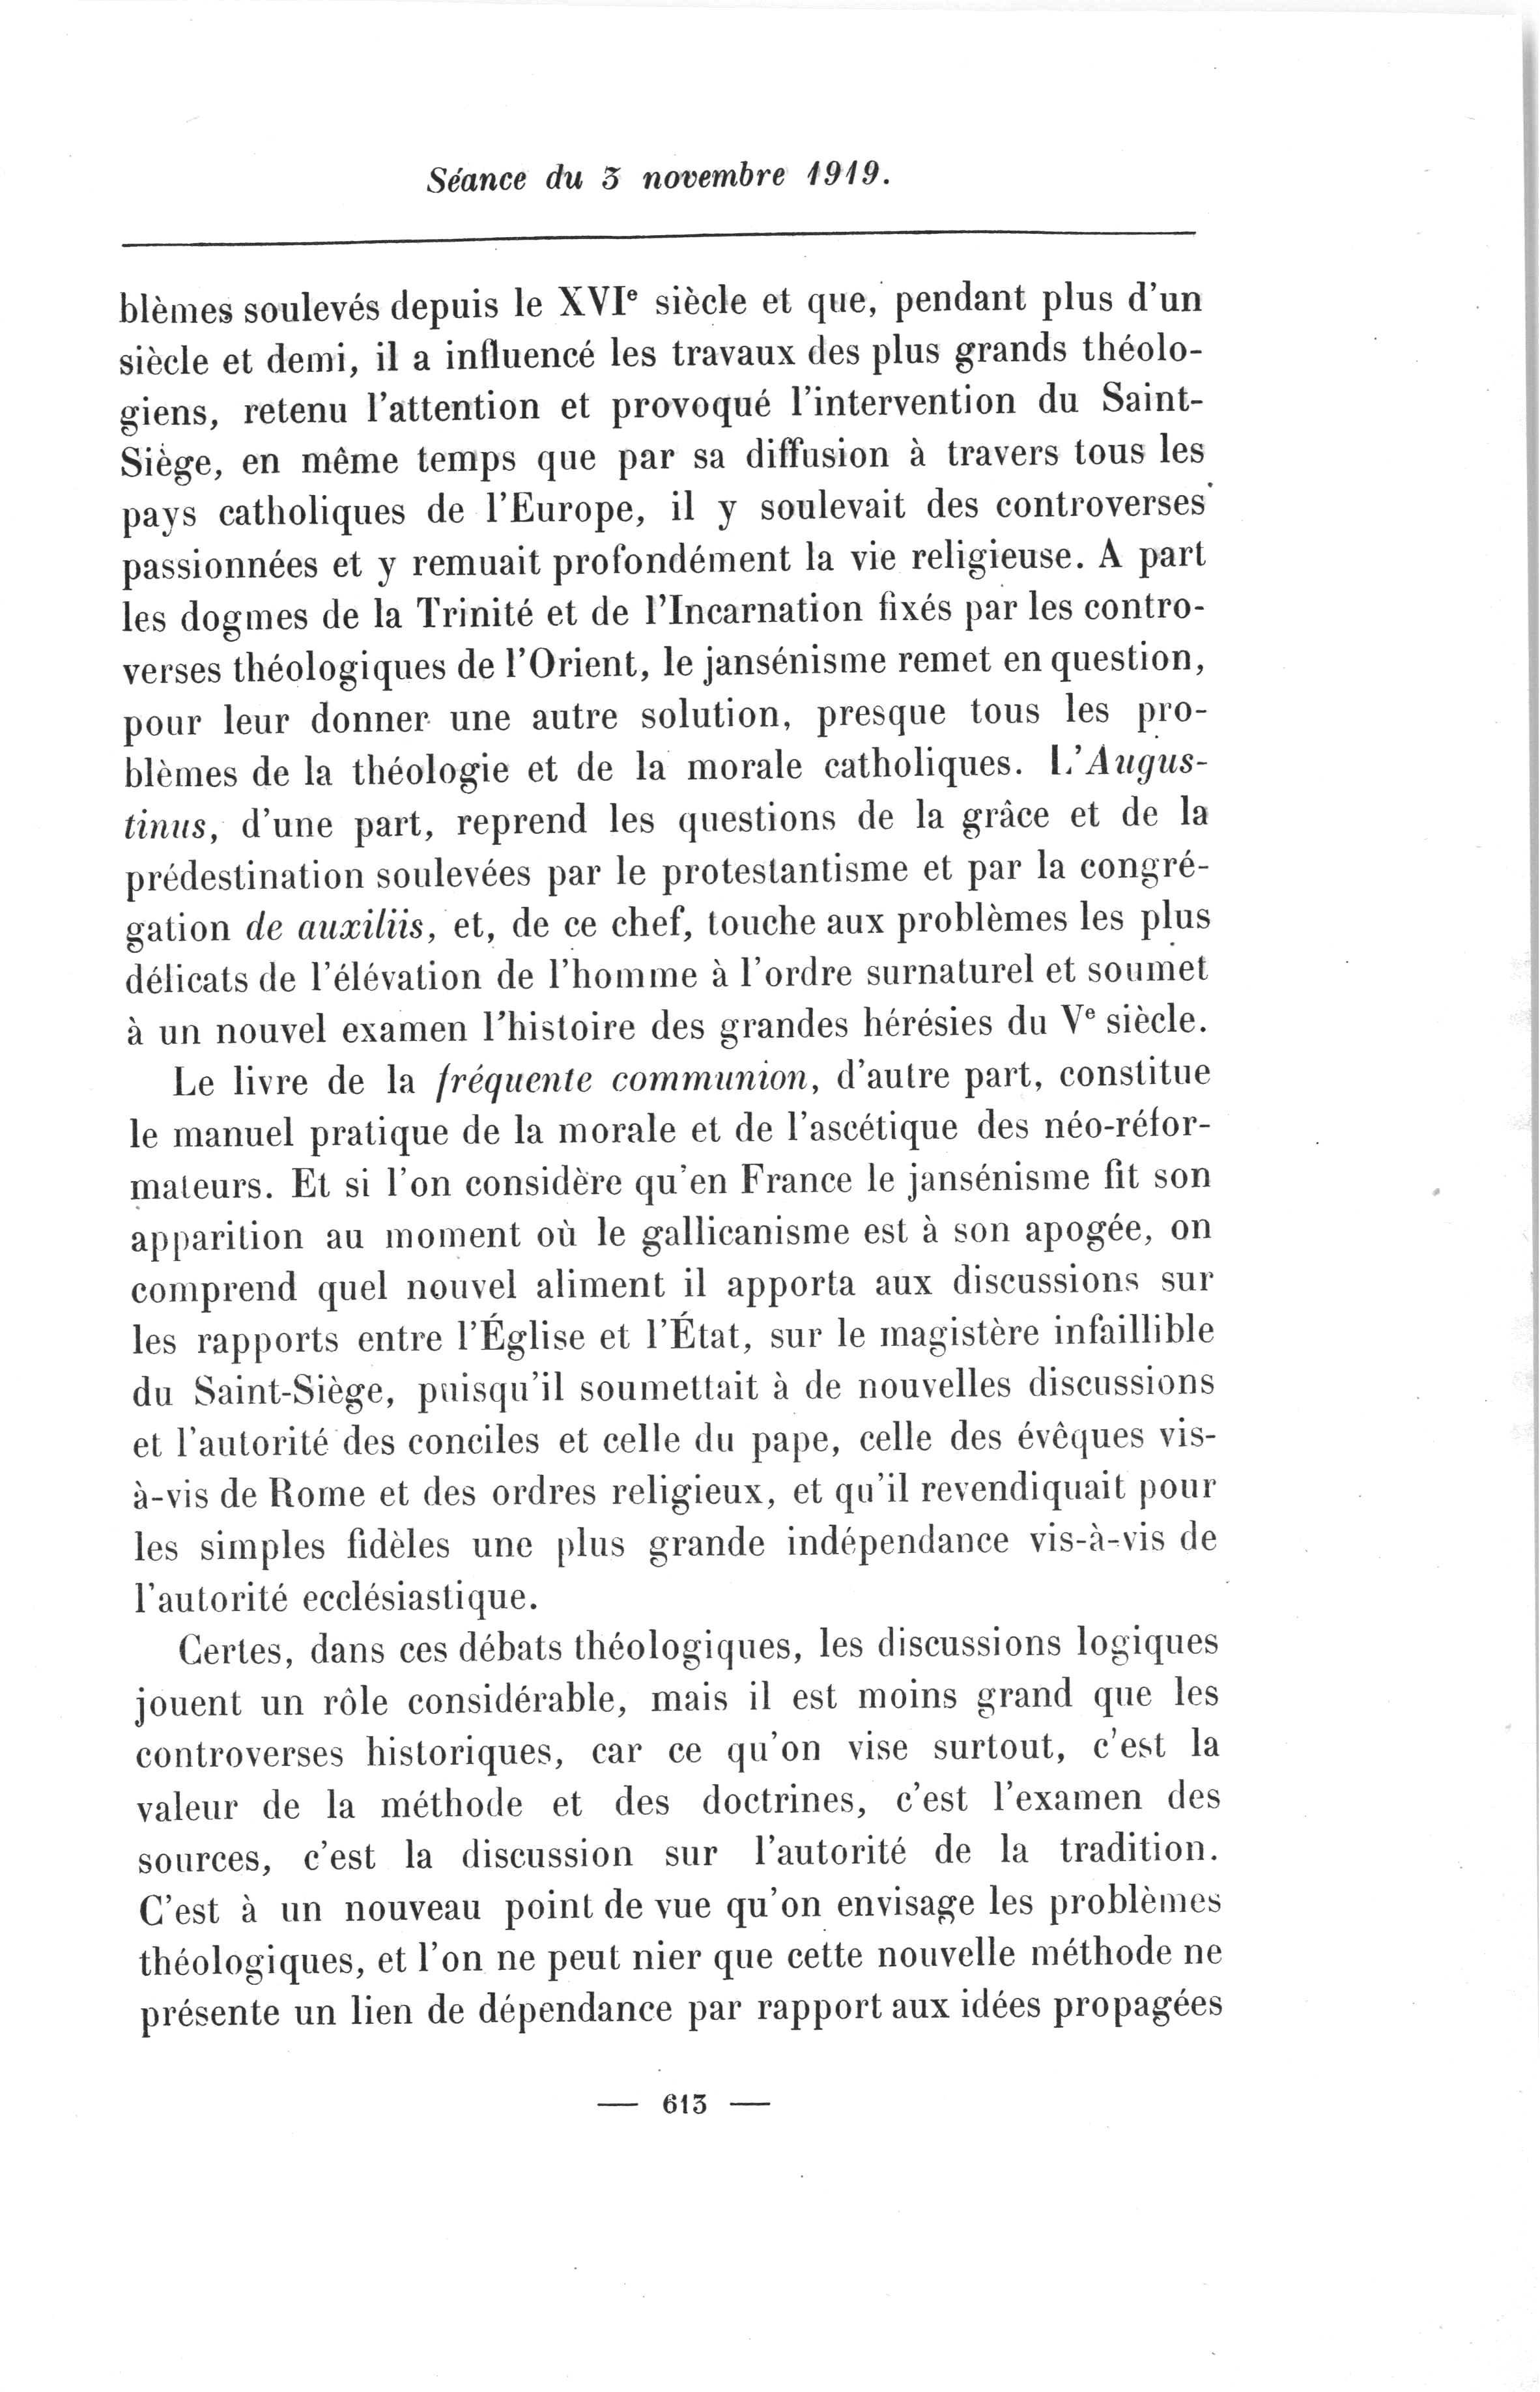 Séance du 3 novembre 1919.
blèmes soulevés depuis le XVIe siècle et que, pendant plus d'un
siècle et demi, il a influencé les travaux des plus grands théolo-
giens, retenu l'attention et provoqué l'intervention du Saint-
Siège, en même temps que par sa diffusion à travers tous les
pays catholiques de l'Europe, il y soulevait des controverses
passionnées et y remuait profondément la vie religieuse. A part
les dogmes de la Trinité et de l'Incarnation fixés par les contro-
verses théologiques de l'Orient, le jansénisme remet en question,
pour leur donner une autre solution, presque tous les pro-
blèmes de la théologie et de la morale catholiques. L'Augus-
tinus, d'une part, reprend les questions de la grâce et de la
prédestination soulevées par le protestantisme et par la congré-
gation de auxiliis, et, de ce chef, touche aux problèmes les plus
délicats de l'élévation de l'homme à l'ordre surnaturel et soumet
à un nouvel examen l'histoire des grandes hérésies du Ve siècle.
Le livre de la fréquente communion, d'autre part, constitue
le manuel pratique de la morale et de l'ascétique des néo-réfor-
mateurs. Et si l'on considère qu'en France le jansénisme fit son
apparition au moment où le gallicanisme est à son apogée, on
comprend quel nouvel aliment il apporta aux discussions sur
les rapports entre l'Église et l'État, sur le magistère infaillible
du Saint-Siège, puisqu'il soumettait à de nouvelles discussions
et l'autorité des conciles et celle du pape, celle des évêques vis-
à-vis de Rome et des ordres religieux, et qu'il revendiquait pour
les simples fidèles une plus grande indépendance vis-à-vis de
l'autorité ecclésiastique.
Certes, dans ces débats théologiques, les discussions logiques
jouent un rôle considérable, mais il est moins grand que les
controverses historiques, car ce qu'on vise surtout, c'est la
valeur de la méthode et des doctrines, c'est l'examen des
sources, c'est la discussion sur l'autorité de la tradition.
C'est à un nouveau point de vue qu'on envisage les problèmes
théologiques, et l'on ne peut nier que cette nouvelle méthode ne
présente un lien de dépendance par rapport aux idées propagées
— 613 —